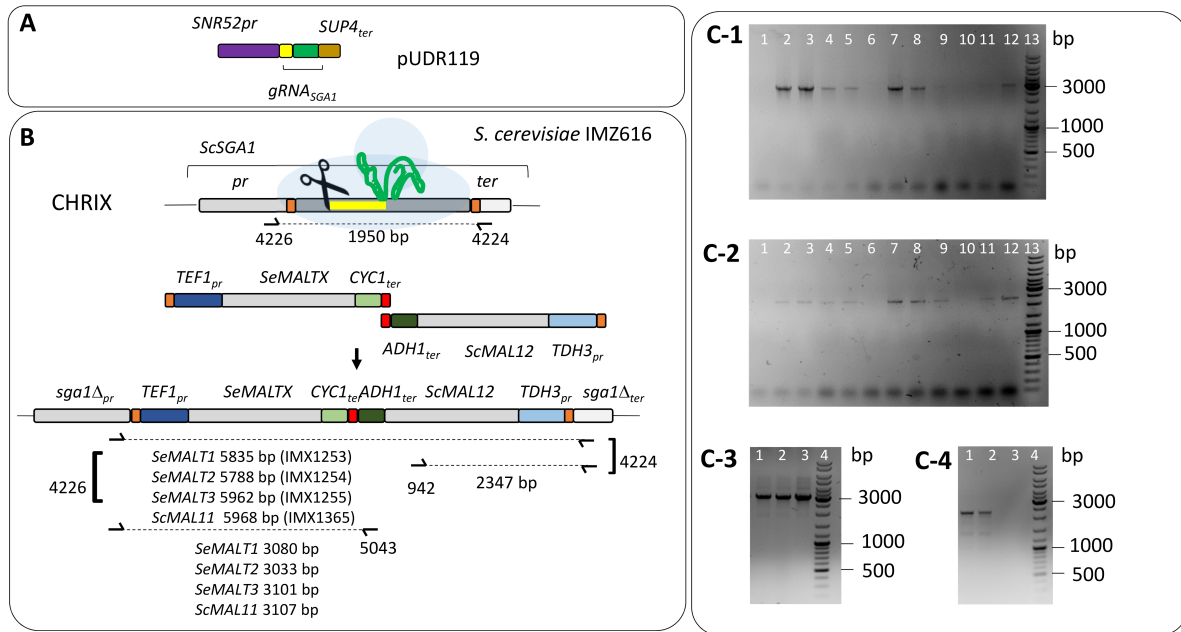 A
SNR52pr
SUP4ter
pUDR119
gRNASGA1
B
S. cerevisiae IMZ616
ScSGA1
pr
ter
CHRIX
4226
1950 bp
4224
TEF1pr
SeMALTX
CYC1ter
ADH1ter
ScMAL12
TDH3pr
sga1Δpr
TEF1pr
SeMALTX
CYC1ter
ADH1ter
ScMAL12
TDH3pr
sga1Δter
4226
SeMALT1 5835 bp (IMX1253)
SeMALT2 5788 bp (IMX1254)
SeMALT3 5962 bp (IMX1255)
ScMAL11 5968 bp (IMX1365)
942
2347 bp
4224
5043
SeMALT1 3080 bp
SeMALT2 3033 bp
SeMALT3 3101 bp
ScMAL11 3107 bp
C-1
1 2 3 4 5 6 7 8 9 10 11 12 13
bp
3000
1000
500
C-2
1 2 3 4 5 6 7 8 9 10 11 12 13
bp
3000
1000
500
C-3
1 2 3 4
bp
3000
1000
500
C-4
1 2 3 4
bp
3000
1000
500